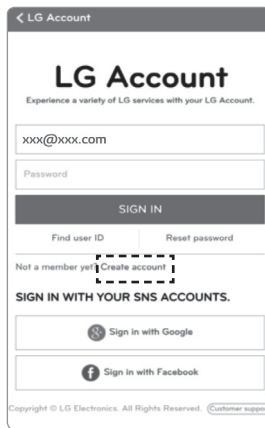 LG Account
LG Account
Experience a variety of LG services with your LG Account.
xxx@xxx.com
Password
SIGN IN
Find user ID Reset password
Not a member yet? Create account
SIGN IN WITH YOUR SNS ACCOUNTS.
Sign in with Google
Sign in with Facebook
Copyright © LG Electronics. All Rights Reserved. Customer suppo